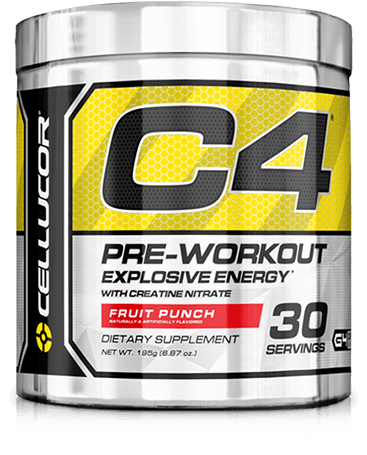 CELLUCOR®
C4
PRE-WORKOUT
EXPLOSIVE ENERGY*
WITH CREATINE NITRATE
FRUIT PUNCH
NATURALLY & ARTIFICIALLY FLAVORED
30
SERVINGS
DIETARY SUPPLEMENT
NET WT. 195g (6.87 oz.)
G4